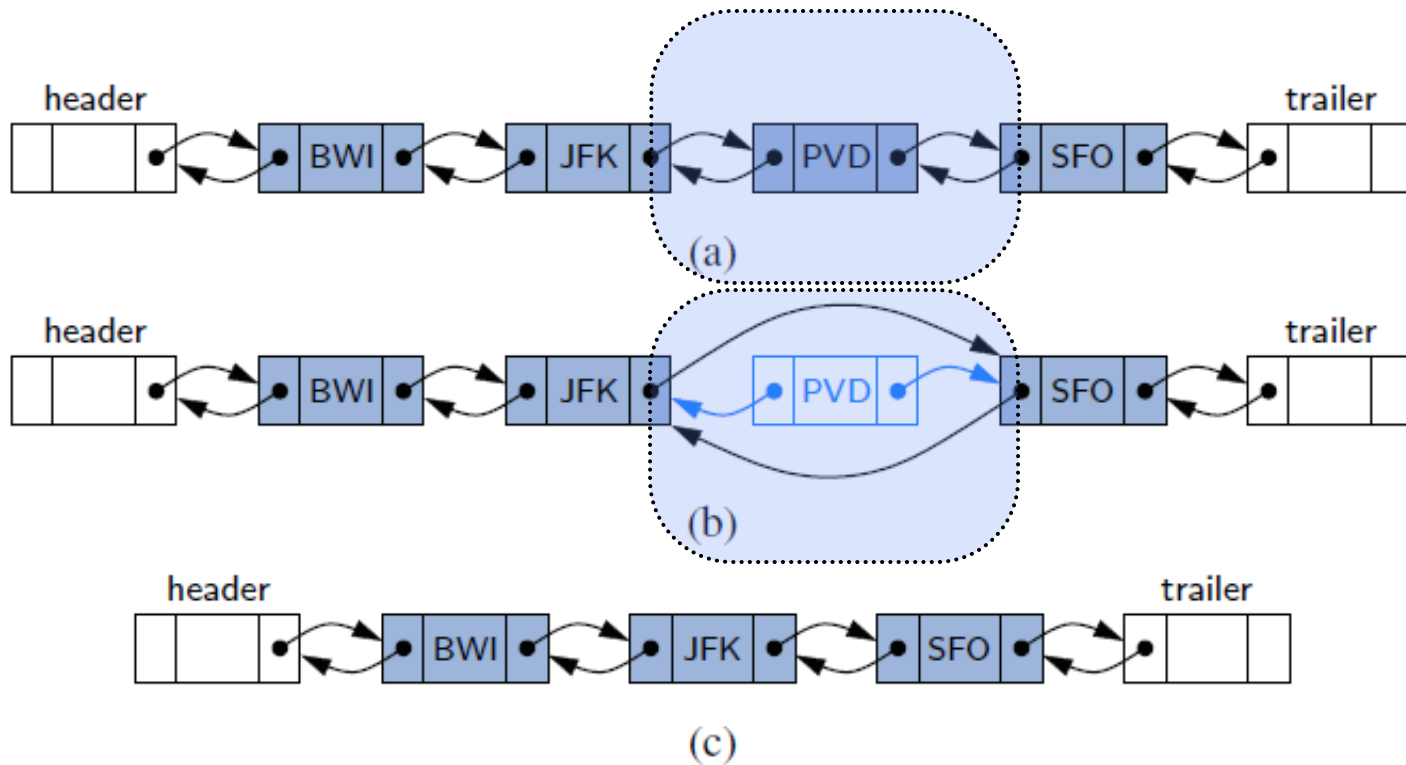 header trailer
BWI JFK PVD SFO
(a)
header trailer
BWI JFK PVD SFO
(b)
header trailer
BWI JFK SFO
(c)